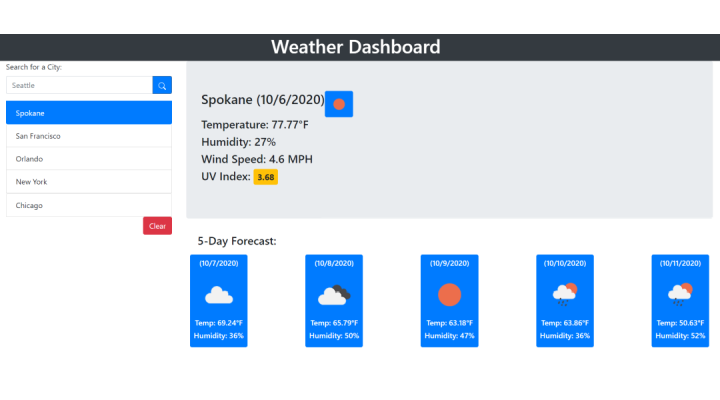 Weather Dashboard
Search for a City:
Seattle
Spokane
San Francisco
Orlando
New York
Chicago
Clear
Spokane (10/6/2020)
Temperature: 77.77°F
Humidity: 27%
Wind Speed: 4.6 MPH
UV Index: 3.68
5-Day Forecast:
(10/7/2020)
Temp: 69.24°F
Humidity: 36%
(10/8/2020)
Temp: 65.79°F
Humidity: 50%
(10/9/2020)
Temp: 63.18°F
Humidity: 47%
(10/10/2020)
Temp: 63.86°F
Humidity: 36%
(10/11/2020)
Temp: 50.63°F
Humidity: 52%